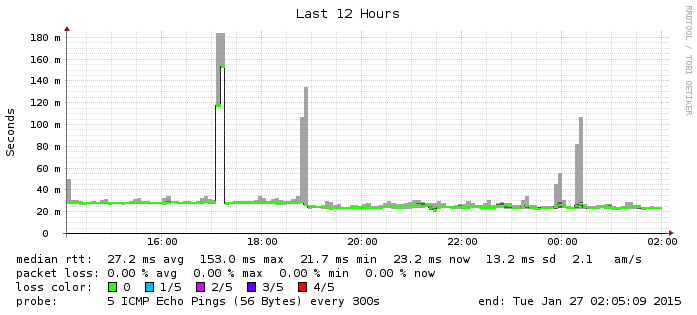 Last 12 Hours
RRDTOOL / TOBI OETIKER
Seconds
180 m
160 m
140 m
120 m
100 m
80 m
60 m
40 m
20 m
0
16:00 18:00 20:00 22:00 00:00 02:00
median rtt: 27.2 ms avg 153.0 ms max 21.7 ms min 23.2 ms now 13.2 ms sd 2.1 am/s
packet loss: 0.00 % avg 0.00 % max 0.00 % min 0.00 % now
loss color: 0 1/5 2/5 3/5 4/5
probe: 5 ICMP Echo Pings (56 Bytes) every 300s end: Tue Jan 27 02:05:09 2015